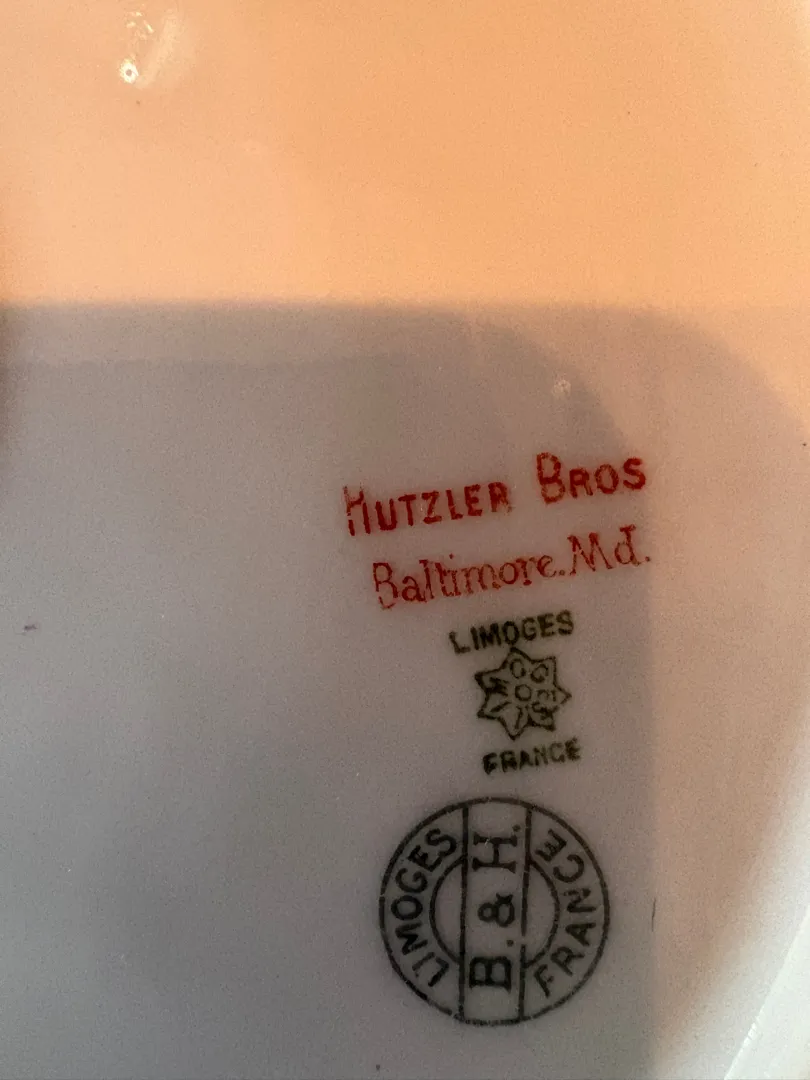 HUTZLER BROS
Baltimore.Md.
LIMOGES
FRANCE
LIMOGES
B. & H.
FRANCE